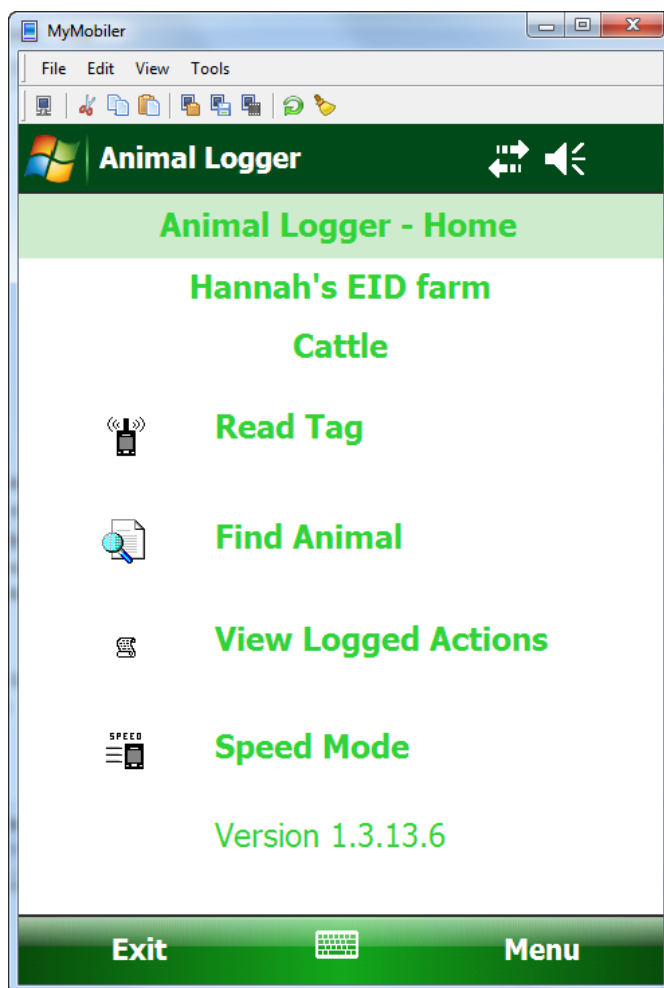 MyMobiler
File Edit View Tools
Animal Logger
Animal Logger - Home
Hannah's EID farm
Cattle
Read Tag
Find Animal
View Logged Actions
SPEED
Speed Mode
Version 1.3.13.6
Exit Menu